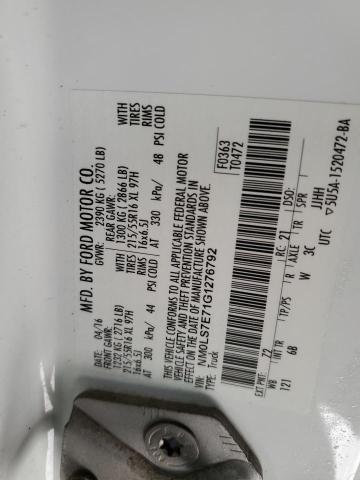 MFD. BY FORD MOTOR CO.
DATE: 04/16 GVWR: 2390 KG ( 5270 LB)
FRONT GAWR: REAR GAWR:
1232 KG (2716 LB) 1300 KG (2866 LB) WITH
215/55R16 XL 97H 215/55R16 XL 97H TIRES
16x6.5J 16x6.5J RIMS
AT 300 kPa/ 44 PSI COLD AT 330 kPa/ 48 PSI COLD
THIS VEHICLE CONFORMS TO ALL APPLICABLE FEDERAL MOTOR
VEHICLE SAFETY AND THEFT PREVENTION STANDARDS IN
EFFECT ON THE DATE OF MANUFACTURE SHOWN ABOVE.
VIN: NM0LS7E71G1276792 F0363
TYPE: Truck T0472
EXT PNT: Z2 RC: 21 DSO:
WB TP/PS R AXLE SPR JJHH
121 6B W 3C
UTC ▽5U5A-1520472-BA